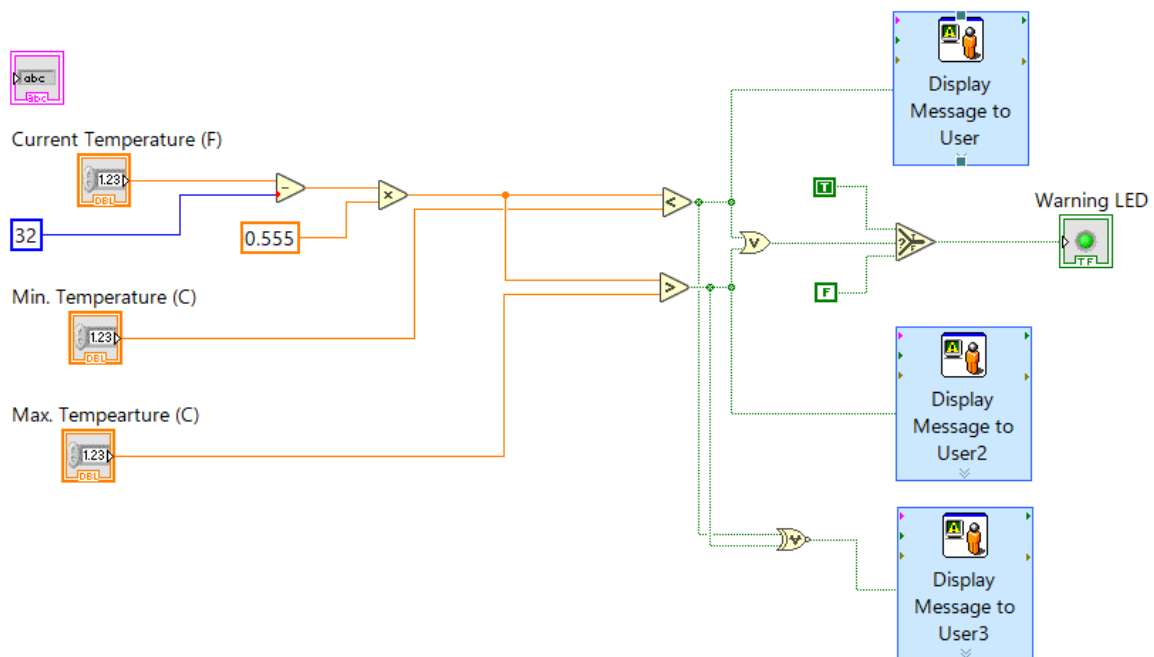 abc
abc
Current Temperature (F)
1.23
DBL
32
0.555
Min. Temperature (C)
1.23
DBL
Max. Tempearture (C)
1.23
DBL
Display
Message to
User
T
F
? T
F
Warning LED
TF
Display
Message to
User2
Display
Message to
User3